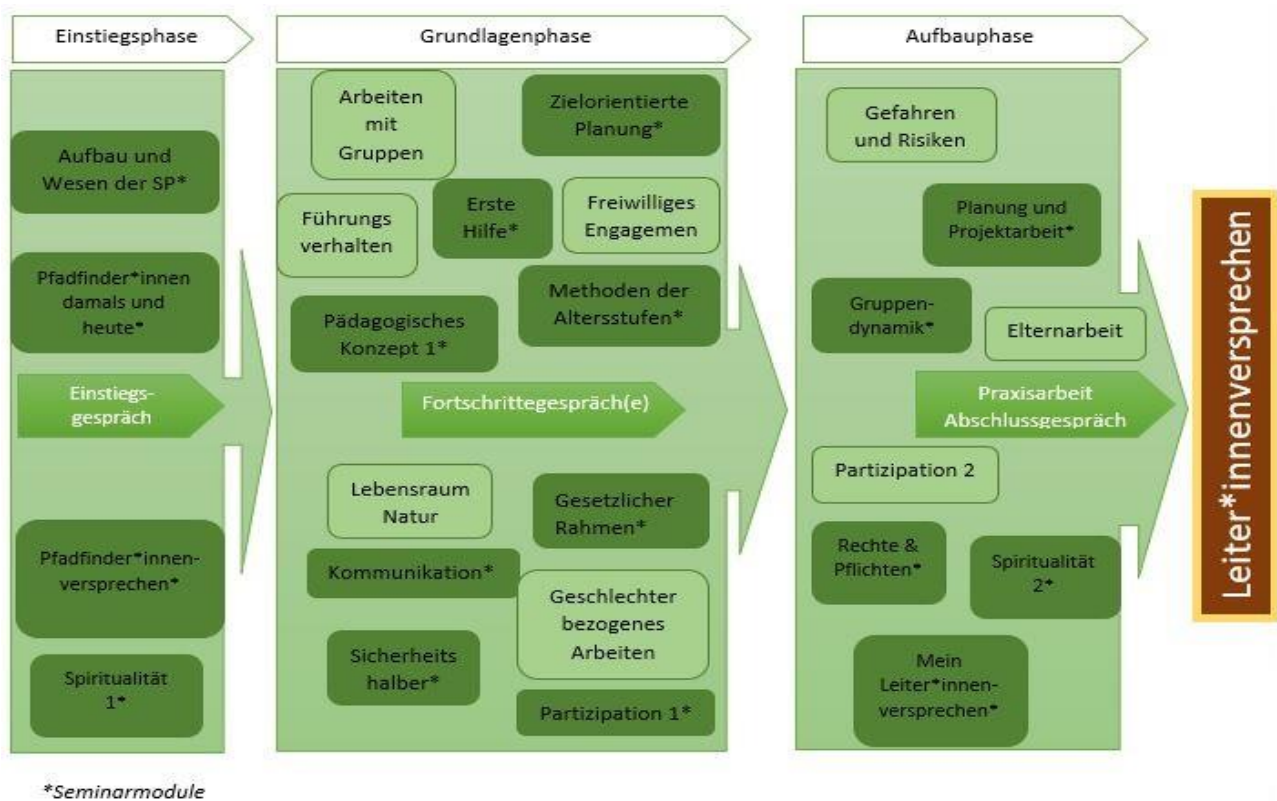 Einstiegsphase
Aufbau und
Wesen der SP*
Pfadfinder*innen
damals und
heute*
Einstiegs-
gespräch
Pfadfinder*innen-
versprechen*
Spiritualität
1*
Grundlagenphase
Arbeiten
mit
Gruppen
Zielorientierte
Planung*
Führungs
verhalten
Erste
Hilfe*
Freiwilliges
Engagemen
Pädagogisches
Konzept 1*
Methoden der
Altersstufen*
Fortschrittegespräch(e)
Lebensraum
Natur
Gesetzlicher
Rahmen*
Kommunikation*
Geschlechter
bezogenes
Arbeiten
Sicherheits
halber*
Partizipation 1*
Aufbauphase
Gefahren
und Risiken
Planung und
Projektarbeit*
Gruppen-
dynamik*
Elternarbeit
Praxisarbeit
Abschlussgespräch
Partizipation 2
Rechte &
Pflichten*
Spiritualität
2*
Mein
Leiter*innen-
versprechen*
Leiter*innenversprechen
*Seminarmodule